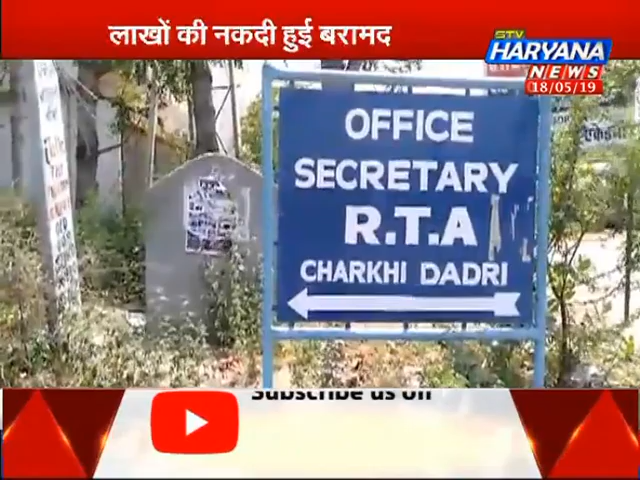 लाखों की नकदी हुई बरामद
STV
HARYANA
NEWS
18/05/19
OFFICE
SECRETARY
R.T.A
CHARKHI DADRI
Subscribe us on